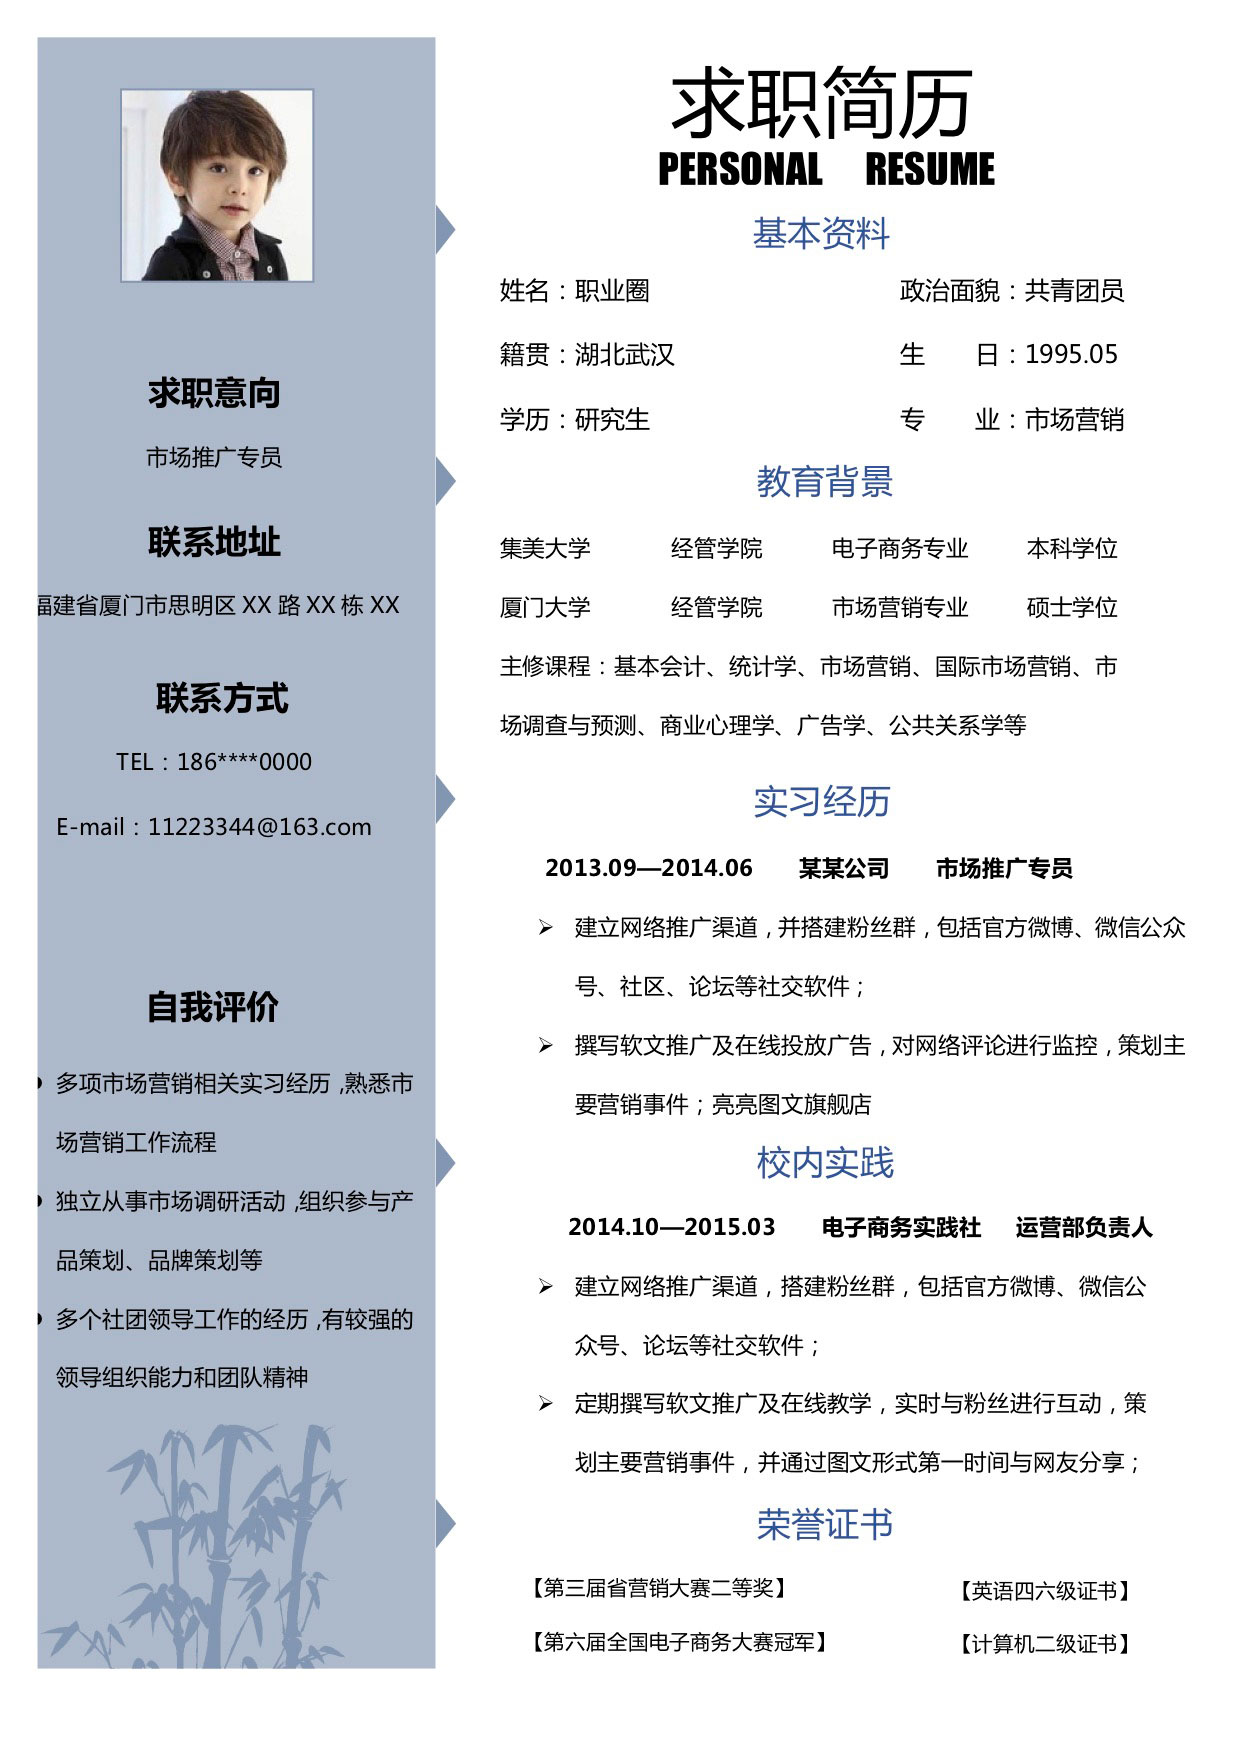 求职意向
市场推广专员
联系地址
福建省厦门市思明区 XX 路 XX 栋 XX
联系方式
TEL：186****0000
E-mail：11223344@163.com
自我评价
● 多项市场营销相关实习经历，熟悉市
场营销工作流程
● 独立从事市场调研活动，组织参与产
品策划、品牌策划等
● 多个社团领导工作的经历，有较强的
领导组织能力和团队精神
求职简历
PERSONAL RESUME
基本资料
姓名：职业圈 政治面貌：共青团员
籍贯：湖北武汉 生 日：1995.05
学历：研究生 专 业：市场营销
教育背景
集美大学 经管学院 电子商务专业 本科学位
厦门大学 经管学院 市场营销专业 硕士学位
主修课程：基本会计、统计学、市场营销、国际市场营销、市
场调查与预测、商业心理学、广告学、公共关系学等
实习经历
2013.09—2014.06 某某公司 市场推广专员
➢ 建立网络推广渠道，并搭建粉丝群，包括官方微博、微信公众
号、社区、论坛等社交软件；
➢ 撰写软文推广及在线投放广告，对网络评论进行监控，策划主
要营销事件；亮亮图文旗舰店
校内实践
2014.10—2015.03 电子商务实践社 运营部负责人
➢ 建立网络推广渠道，搭建粉丝群，包括官方微博、微信公
众号、论坛等社交软件；
➢ 定期撰写软文推广及在线教学，实时与粉丝进行互动，策
划主要营销事件，并通过图文形式第一时间与网友分享；
荣誉证书
【第三届省营销大赛二等奖】 【英语四六级证书】
【第六届全国电子商务大赛冠军】 【计算机二级证书】